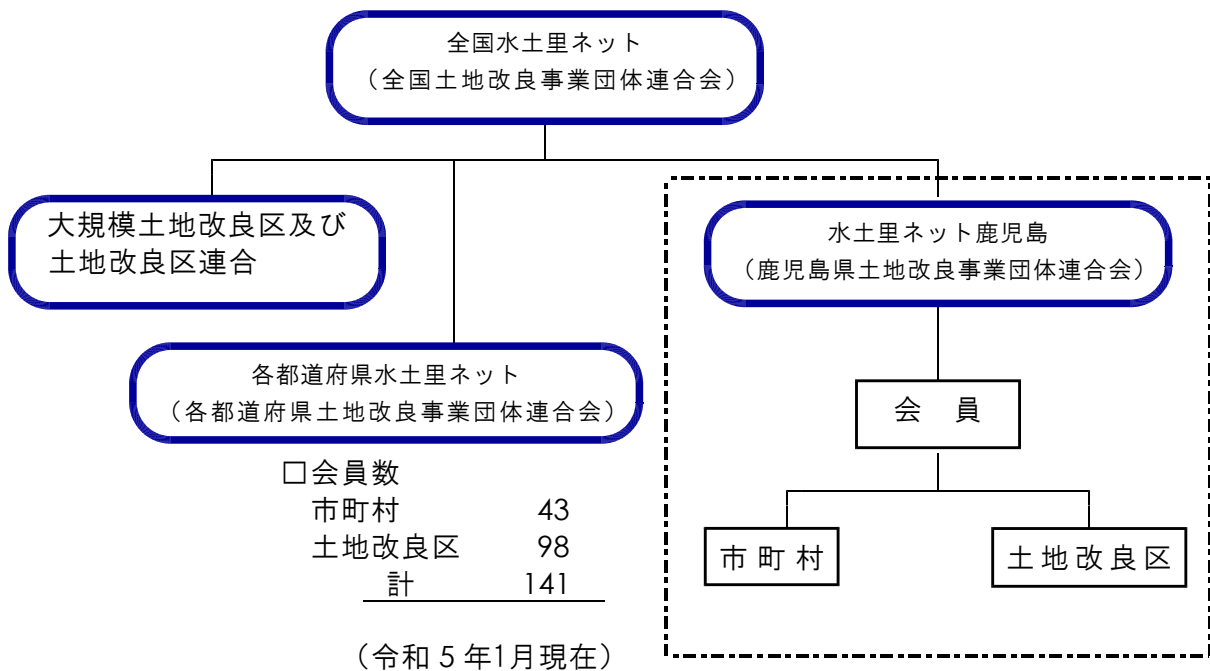 全国水土里ネット
(全国土地改良事業団体連合会)
大規模土地改良区及び
土地改良区連合
水土里ネット鹿児島
(鹿児島県土地改良事業団体連合会)
各都道府県水土里ネット
(各都道府県土地改良事業団体連合会)
会 員
□会員数
市町村 43
土地改良区 98
計 141
(令和5年1月現在)
市町村
土地改良区